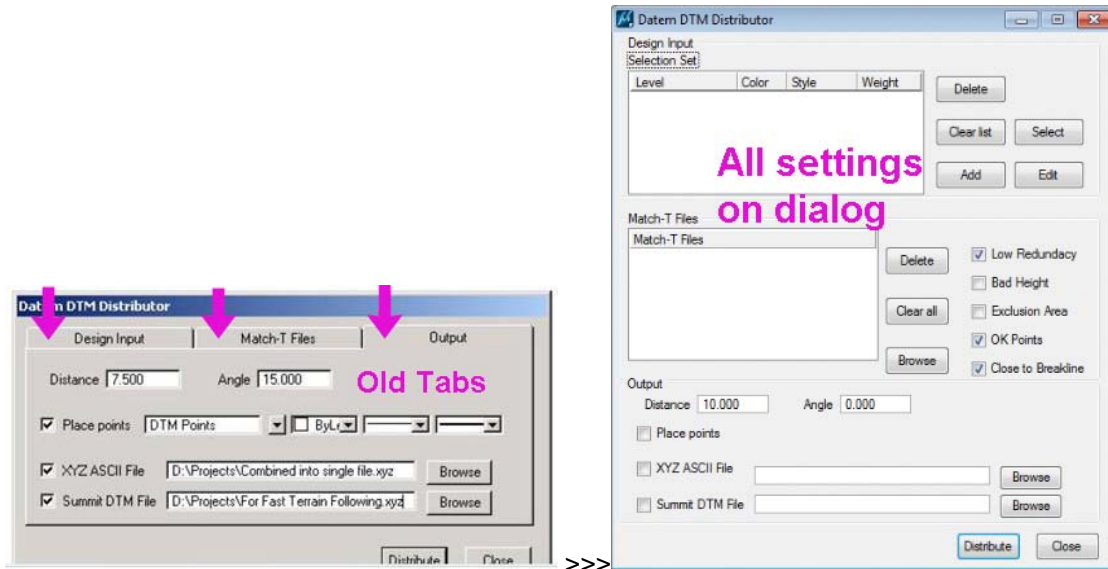 Datem DTM Distributor
Design Input
Match-T Files
Output
Distance 7.500 Angle 15.000
Old Tabs
Place points DTM Points ByLe
XYZ ASCII File D:\Projects\Combined into single file.xyz Browse
Summit DTM File D:\Projects\For Fast Terrain Following.xyz Browse
Distribute Close
>>>
Datem DTM Distributor
Design Input
Selection Set
Level Color Style Weight
Delete
Clear list Select
Add Edit
All settings
on dialog
Match-T Files
Match-T Files
Delete
Clear all
Browse
Low Redundacy
Bad Height
Exclusion Area
OK Points
Close to Breakline
Output
Distance 10.000 Angle 0.000
Place points
XYZ ASCII File Browse
Summit DTM File Browse
Distribute Close